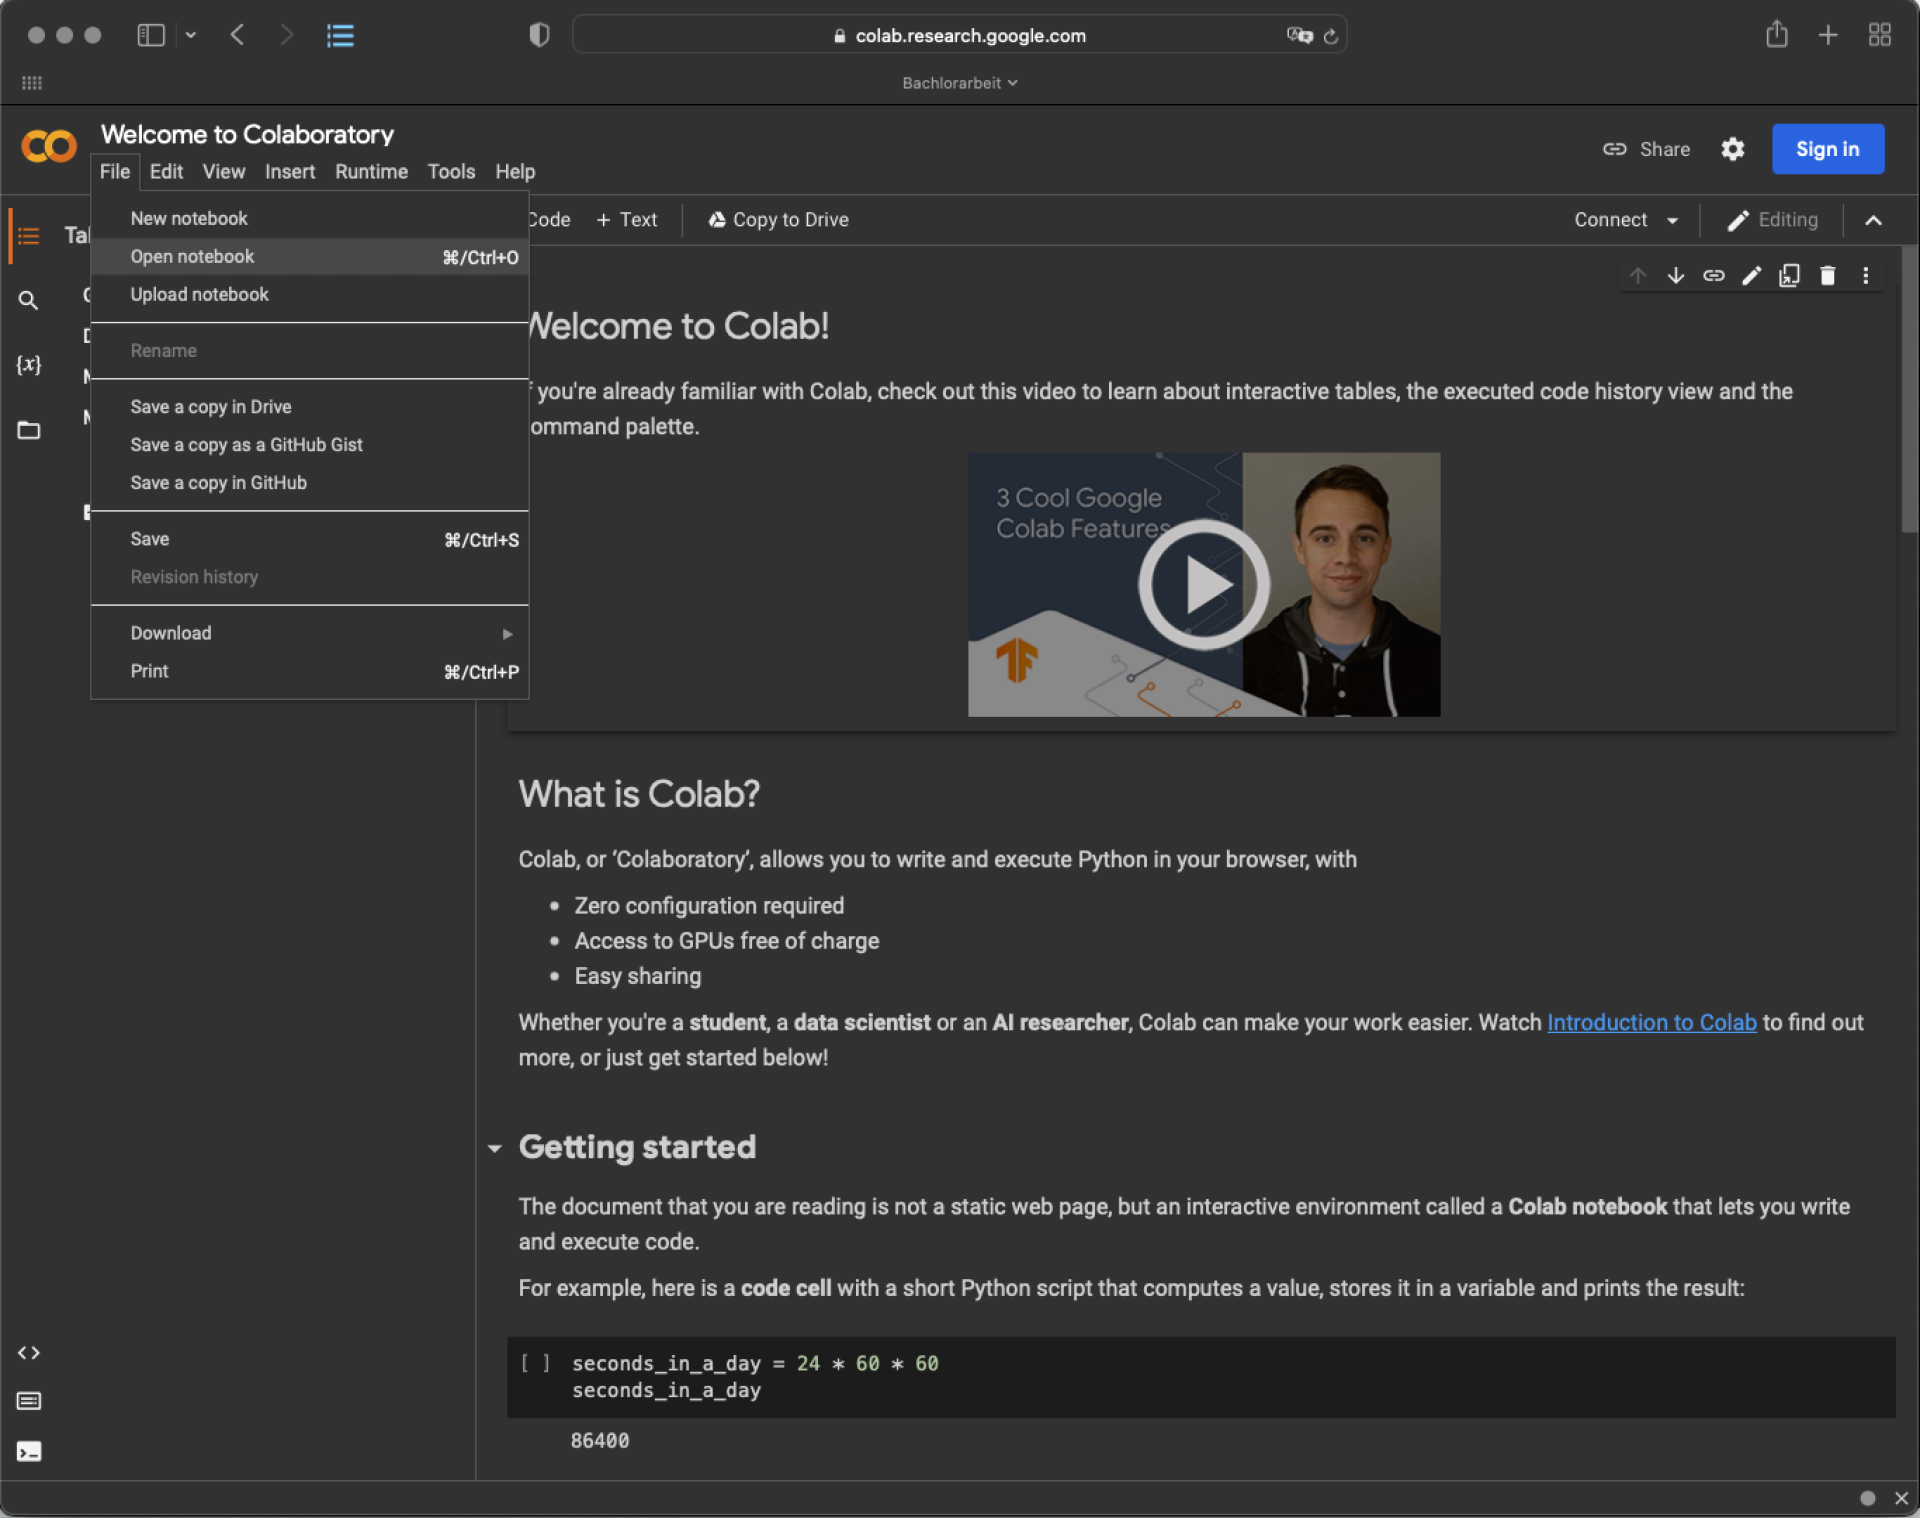 colab.research.google.com
Bachlorarbeit
Welcome to Colaboratory
File Edit View Insert Runtime Tools Help
Share
Sign in
New notebook
Open notebook ⌘/Ctrl+O
Upload notebook
Rename
Save a copy in Drive
Save a copy as a GitHub Gist
Save a copy in GitHub
Save ⌘/Ctrl+S
Revision history
Download
Print ⌘/Ctrl+P
{x}
Code + Text Copy to Drive
Connect Editing
Welcome to Colab!
you're already familiar with Colab, check out this video to learn about interactive tables, the executed code history view and the
ommand palette.
3 Cool Google
Colab Features
What is Colab?
Colab, or ‘Colaboratory’, allows you to write and execute Python in your browser, with
• Zero configuration required
• Access to GPUs free of charge
• Easy sharing
Whether you're a student, a data scientist or an AI researcher, Colab can make your work easier. Watch Introduction to Colab to find out
more, or just get started below!
Getting started
The document that you are reading is not a static web page, but an interactive environment called a Colab notebook that lets you write
and execute code.
For example, here is a code cell with a short Python script that computes a value, stores it in a variable and prints the result:
[ ] seconds_in_a_day = 24 * 60 * 60
seconds_in_a_day
86400